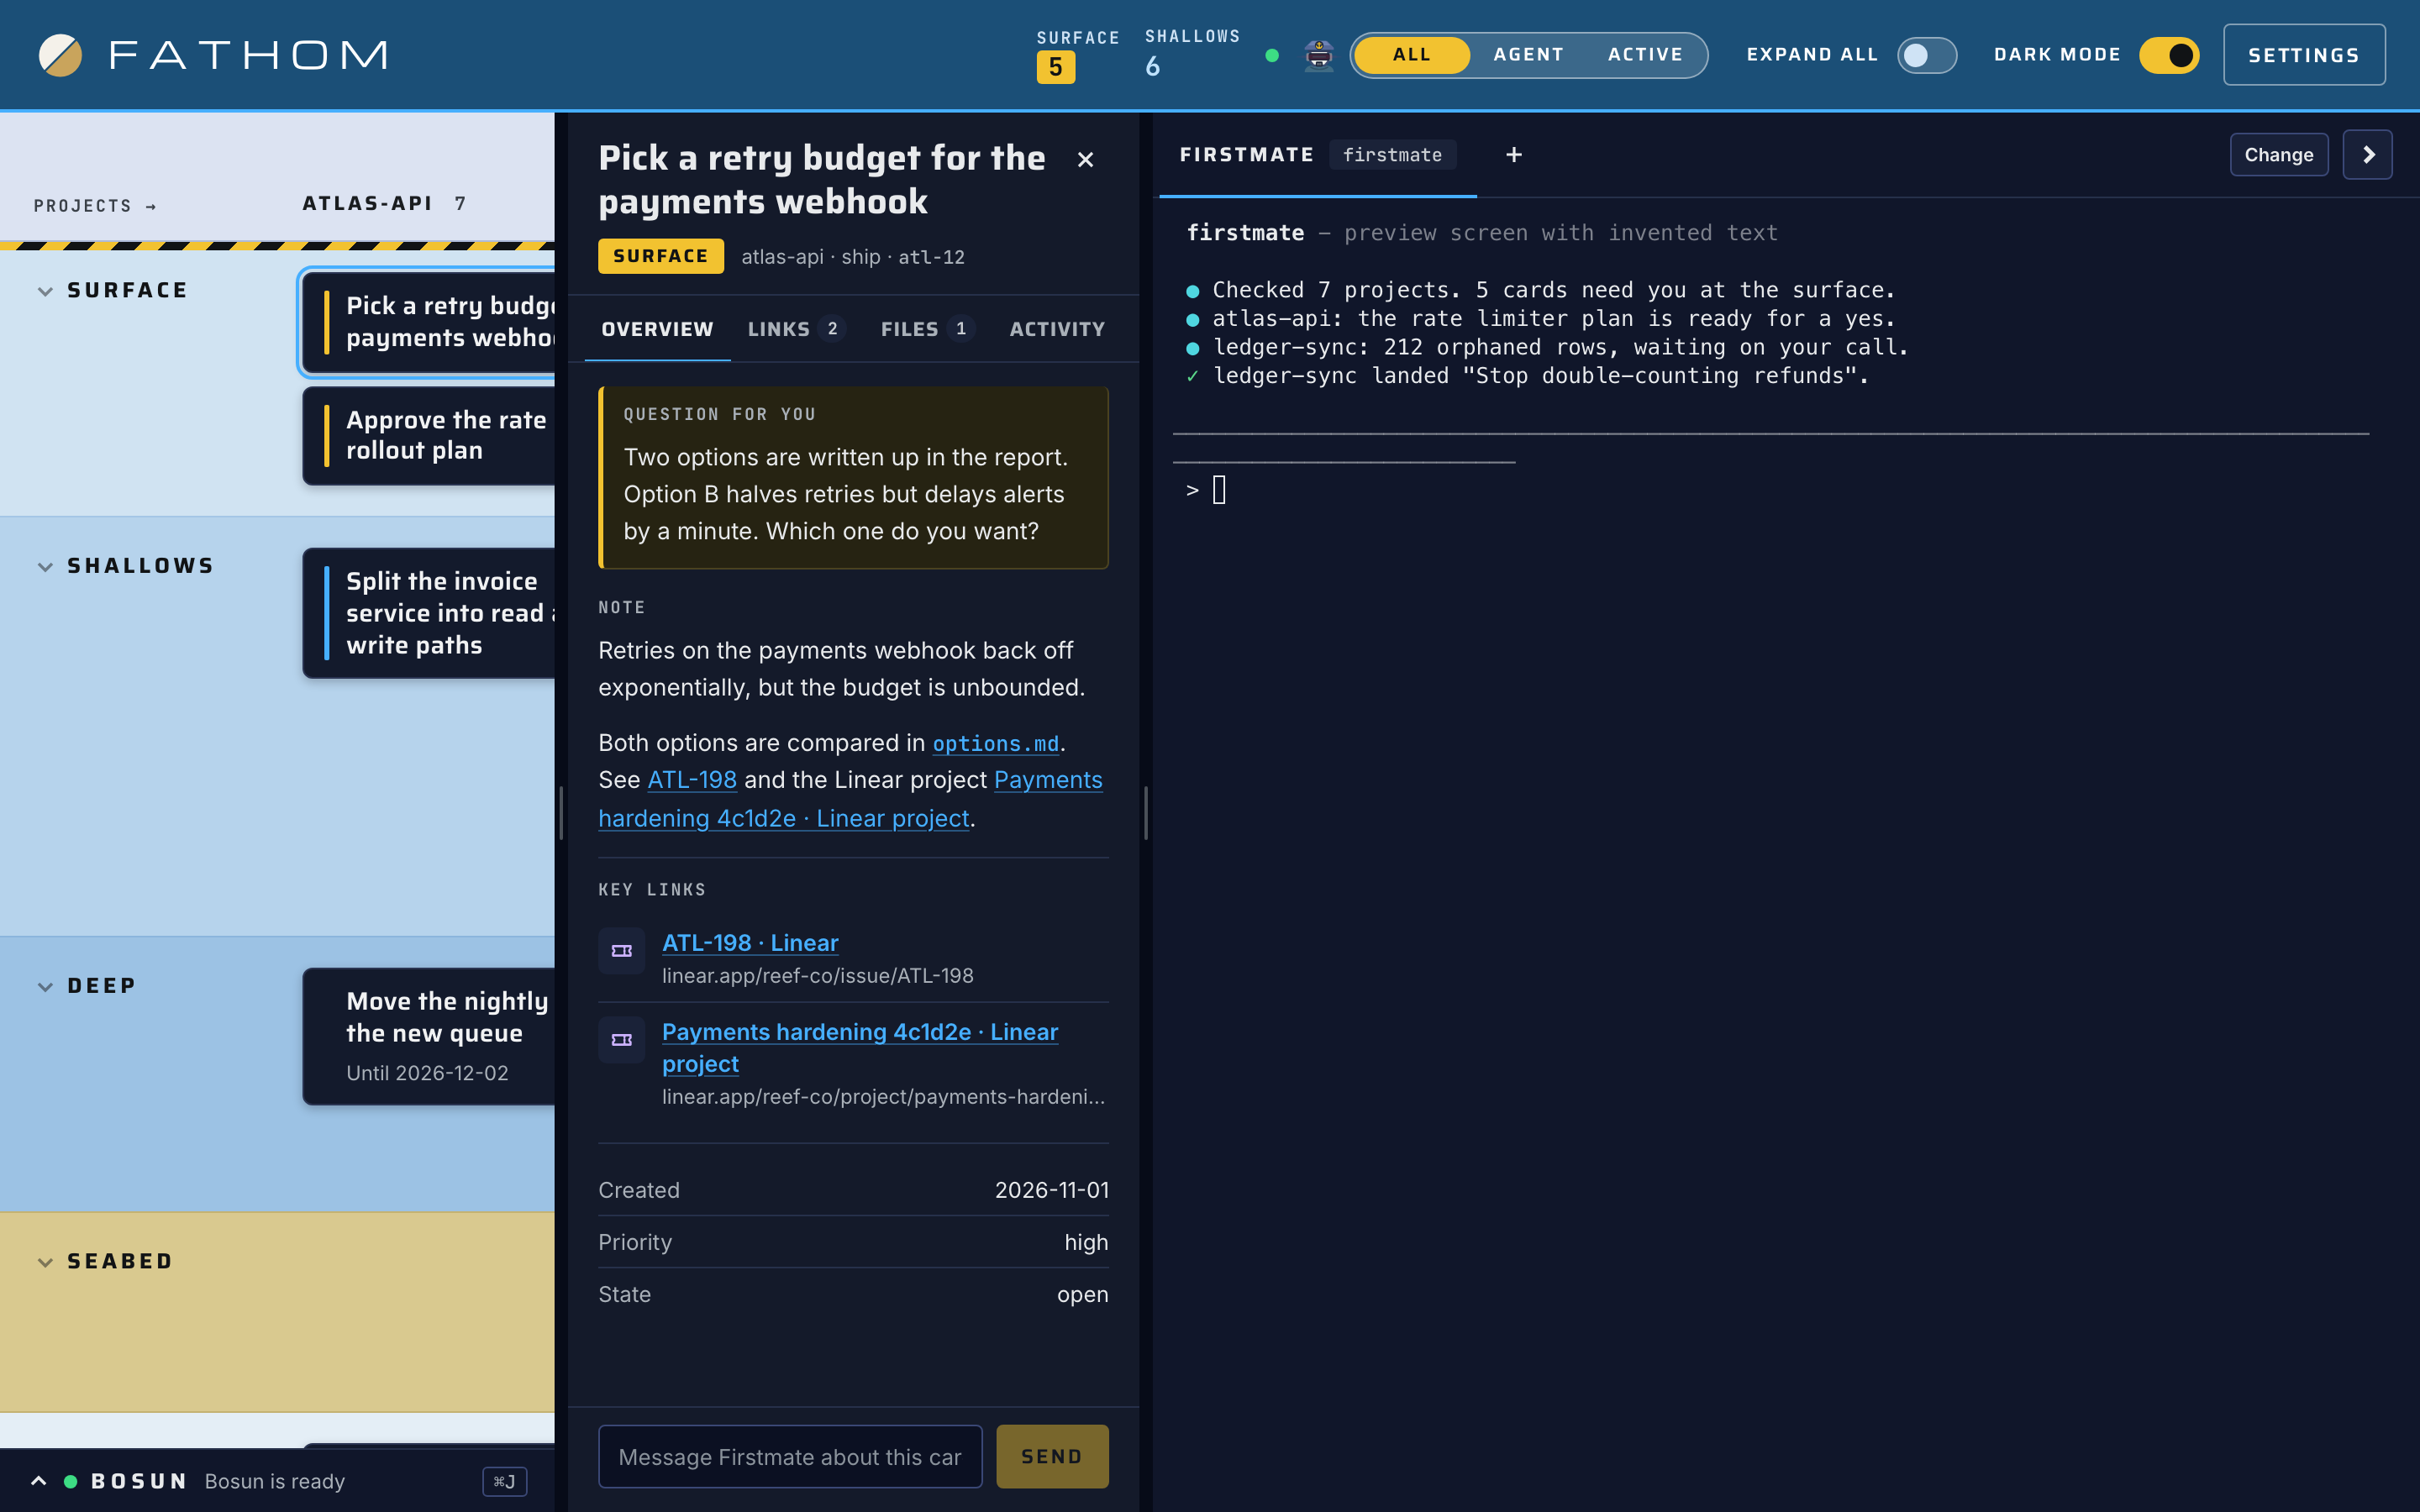 FATHOM
SURFACE
5
SHALLOWS
6
ALL AGENT ACTIVE
EXPAND ALL
DARK MODE
SETTINGS
PROJECTS →
ATLAS-API 7
SURFACE
Pick a retry budge
payments webho
Approve the rate
rollout plan
SHALLOWS
Split the invoice
service into read a
write paths
DEEP
Move the nightly
the new queue
Until 2026-12-02
SEABED
BOSUN Bosun is ready ⌘J
Pick a retry budget for the
payments webhook
×
SURFACE atlas-api · ship · atl-12
OVERVIEW LINKS 2 FILES 1 ACTIVITY
QUESTION FOR YOU
Two options are written up in the report.
Option B halves retries but delays alerts
by a minute. Which one do you want?
NOTE
Retries on the payments webhook back off
exponentially, but the budget is unbounded.
Both options are compared in options.md.
See ATL-198 and the Linear project Payments
hardening 4c1d2e · Linear project.
KEY LINKS
ATL-198 · Linear
linear.app/reef-co/issue/ATL-198
Payments hardening 4c1d2e · Linear
project
linear.app/reef-co/project/payments-hardeni...
Created 2026-11-01
Priority high
State open
Message Firstmate about this car
SEND
FIRSTMATE firstmate +
Change
firstmate – preview screen with invented text
● Checked 7 projects. 5 cards need you at the surface.
● atlas-api: the rate limiter plan is ready for a yes.
● ledger-sync: 212 orphaned rows, waiting on your call.
✓ ledger-sync landed "Stop double-counting refunds".
>